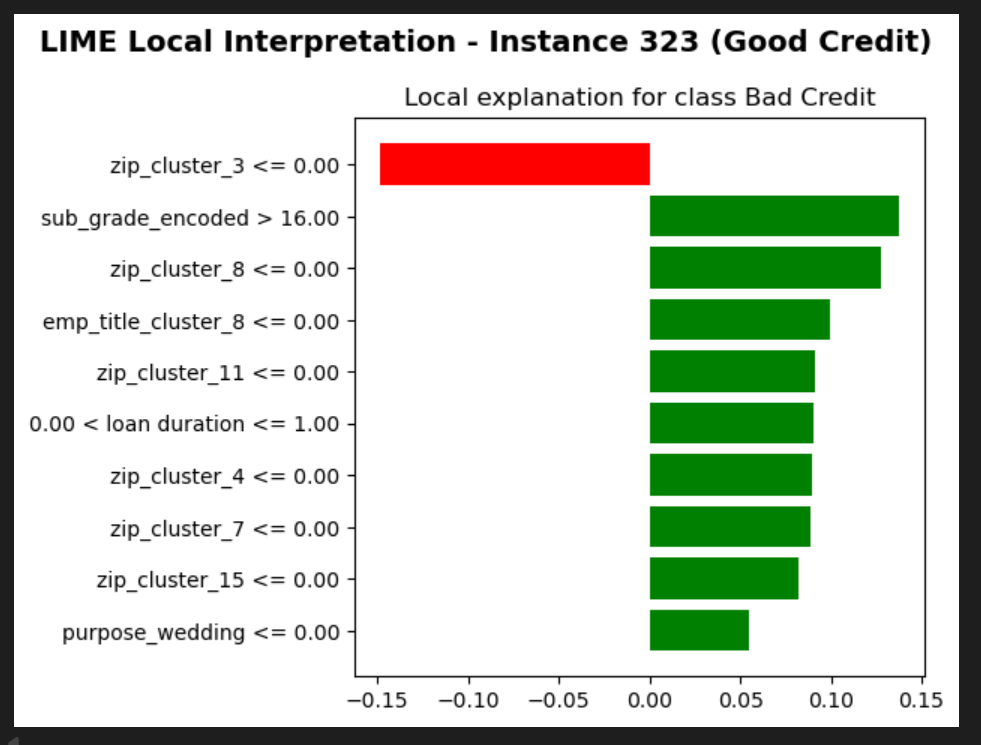 LIME Local Interpretation - Instance 323 (Good Credit)
Local explanation for class Bad Credit
zip_cluster_3 <= 0.00
sub_grade_encoded > 16.00
zip_cluster_8 <= 0.00
emp_title_cluster_8 <= 0.00
zip_cluster_11 <= 0.00
0.00 < loan duration <= 1.00
zip_cluster_4 <= 0.00
zip_cluster_7 <= 0.00
zip_cluster_15 <= 0.00
purpose_wedding <= 0.00
−0.15 −0.10 −0.05 0.00 0.05 0.10 0.15